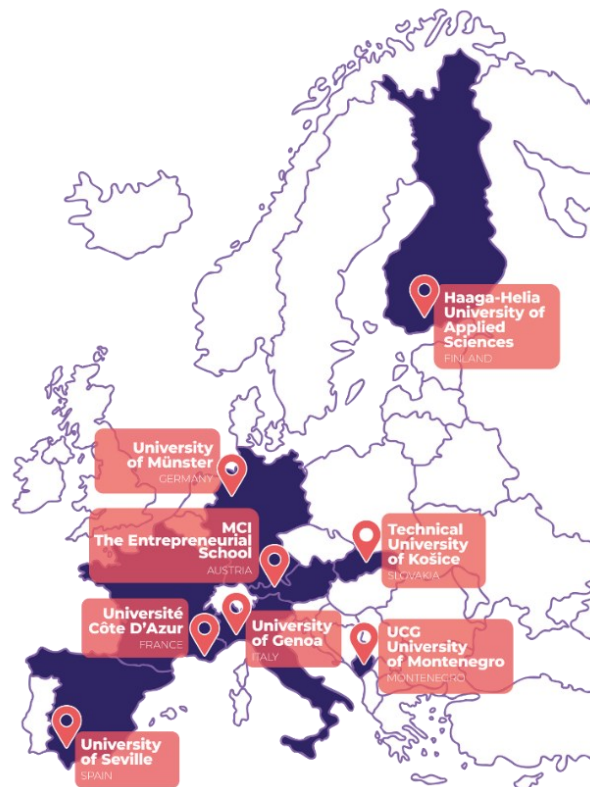 Haaga-Helia
University of
Applied
Sciences
FINLAND
University
of Münster
GERMANY
MCI
The Entrepreneurial
School
AUSTRIA
Technical
University
of Košice
SLOVAKIA
Université
Côte D'Azur
FRANCE
University
of Genoa
ITALY
UCG
University
of Montenegro
MONTENEGRO
University
of Seville
SPAIN